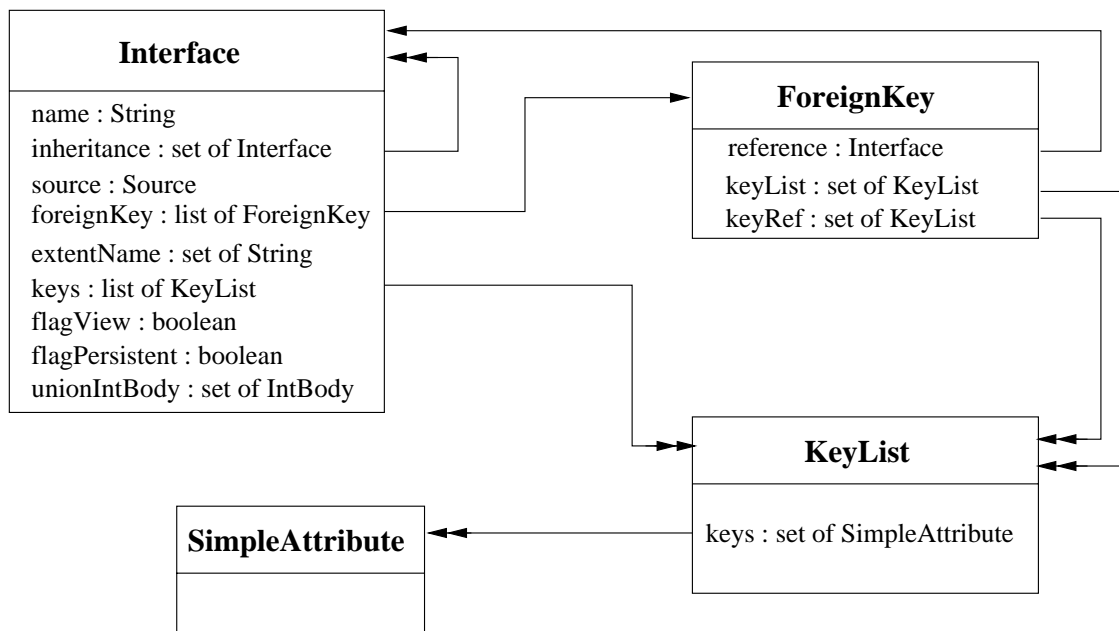 Interface
name : String
inheritance : set of Interface
source : Source
foreignKey : list of ForeignKey
extentName : set of String
keys : list of KeyList
flagView : boolean
flagPersistent : boolean
unionIntBody : set of IntBody
ForeignKey
reference : Interface
keyList : set of KeyList
keyRef : set of KeyList
KeyList
keys : set of SimpleAttribute
SimpleAttribute